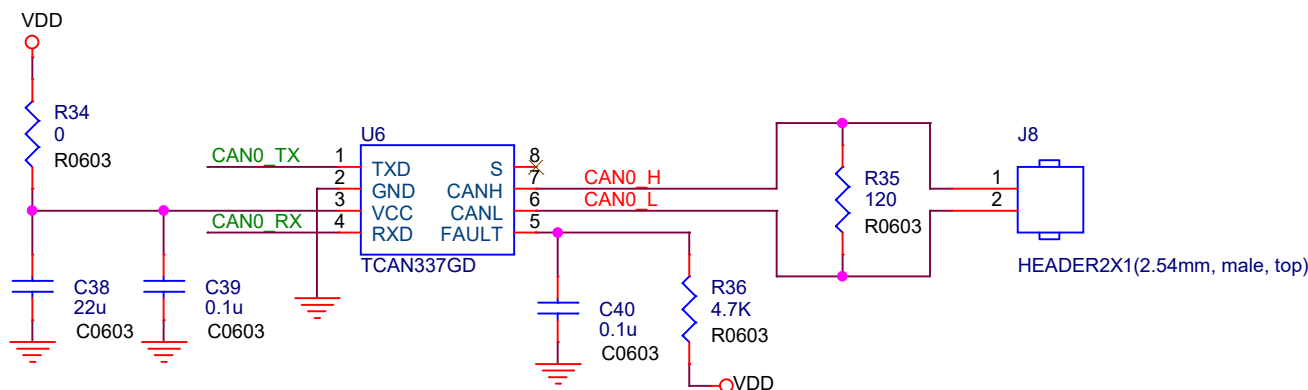 VDD
R34
0
R0603
C38
22u
C0603
C39
0.1u
C0603
CAN0_TX
CAN0_RX
U6
1
2
3
4
TXD
GND
VCC
RXD
S
CANH
CANL
FAULT
8
7
6
5
TCAN337GD
CAN0_H
CAN0_L
C40
0.1u
C0603
R36
4.7K
R0603
VDD
R35
120
R0603
J8
1
2
HEADER2X1(2.54mm, male, top)